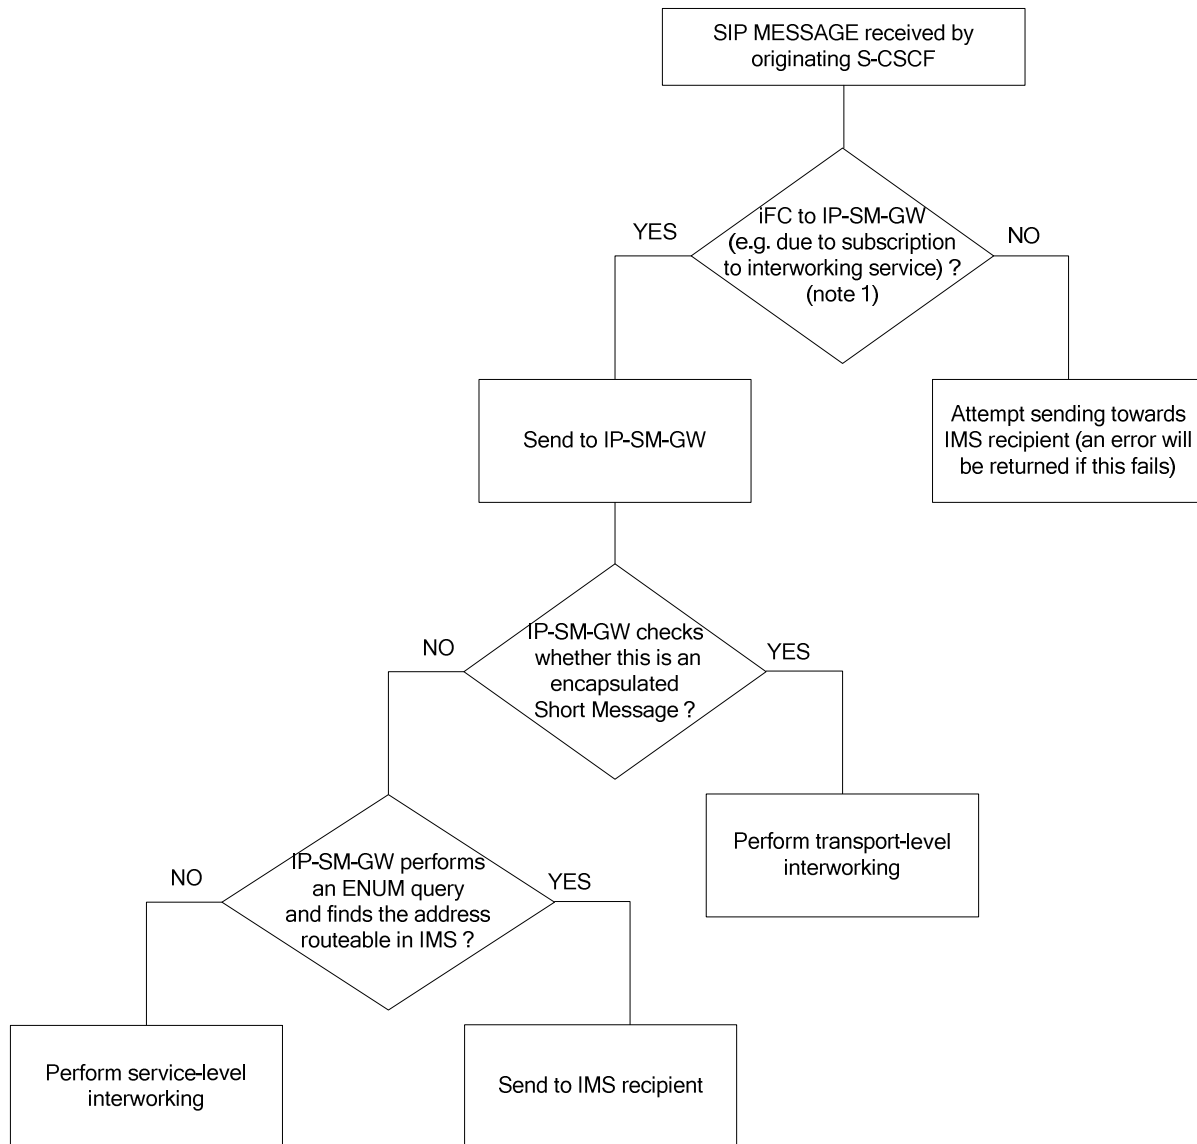 SIP MESSAGE received by
originating S-CSCF
iFC to IP-SM-GW
(e.g. due to subscription
to interworking service) ?
(note 1)
YES
NO
Send to IP-SM-GW
Attempt sending towards
IMS recipient (an error will
be returned if this fails)
IP-SM-GW checks
whether this is an
encapsulated
Short Message ?
NO
YES
Perform transport-level
interworking
IP-SM-GW performs
an ENUM query
and finds the address
routeable in IMS ?
NO
YES
Perform service-level
interworking
Send to IMS recipient